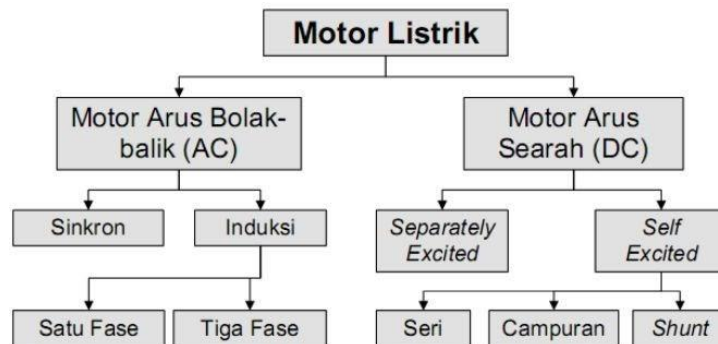 Motor Listrik
Motor Arus Bolak-
balik (AC)
Motor Arus
Searah (DC)
Sinkron
Induksi
Separately
Excited
Self
Excited
Satu Fase
Tiga Fase
Seri
Campuran
Shunt